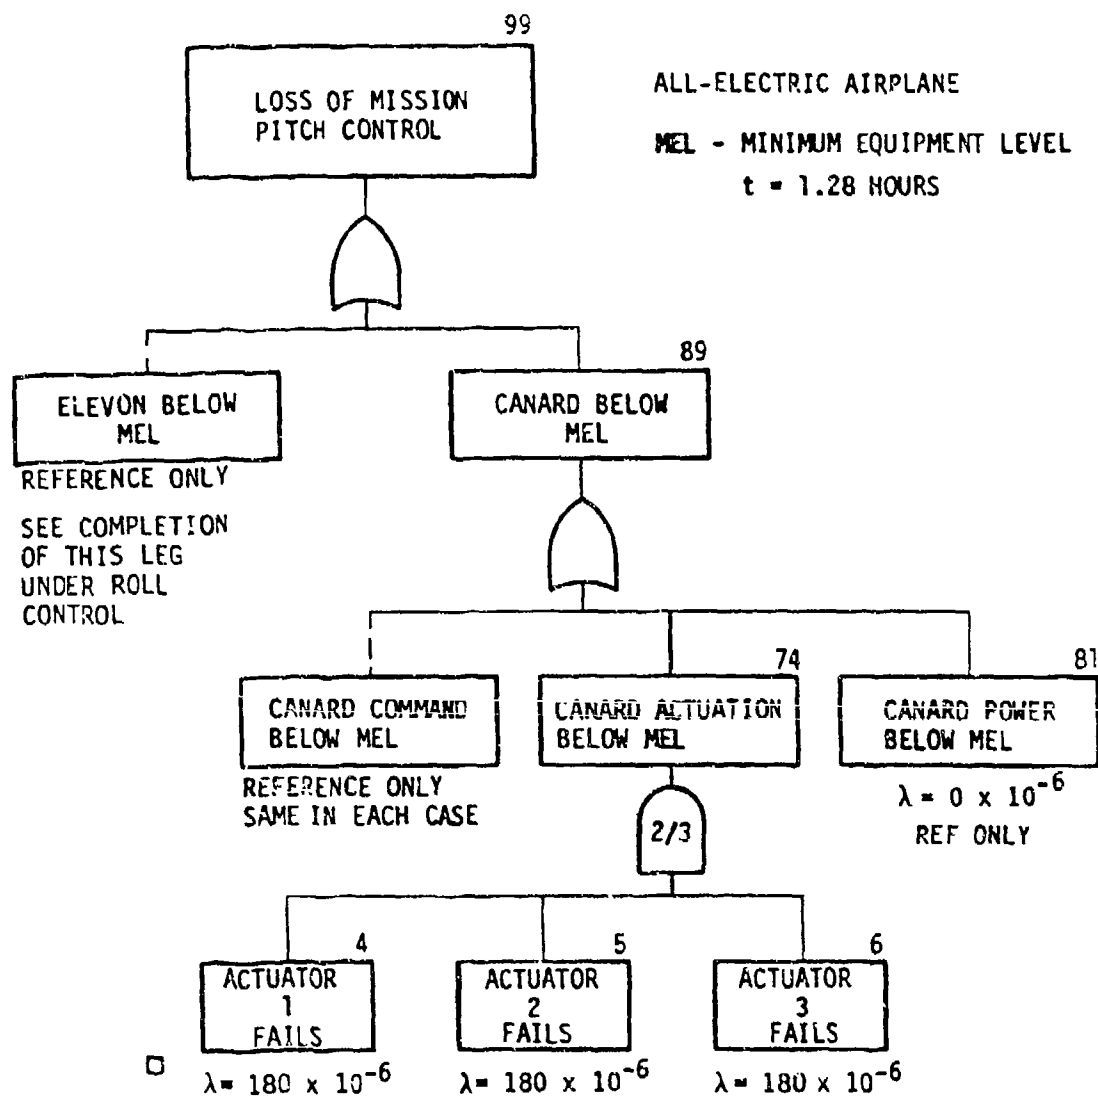 99
LOSS OF MISSION
PITCH CONTROL
ALL-ELECTRIC AIRPLANE
MEL - MINIMUM EQUIPMENT LEVEL
t = 1.28 HOURS
89
ELEVON BELOW
MEL
REFERENCE ONLY
SEE COMPLETION
OF THIS LEG
UNDER ROLL
CONTROL
CANARD BELOW
MEL
74
81
CANARD COMMAND
BELOW MEL
REFERENCE ONLY
SAME IN EACH CASE
CANARD ACTUATION
BELOW MEL
CANARD POWER
BELOW MEL
λ = 0 x 10⁻⁶
REF ONLY
2/3
4
ACTUATOR
1
FAILS
λ = 180 x 10⁻⁶
5
ACTUATOR
2
FAILS
λ = 180 x 10⁻⁶
6
ACTUATOR
3
FAILS
λ = 180 x 10⁻⁶